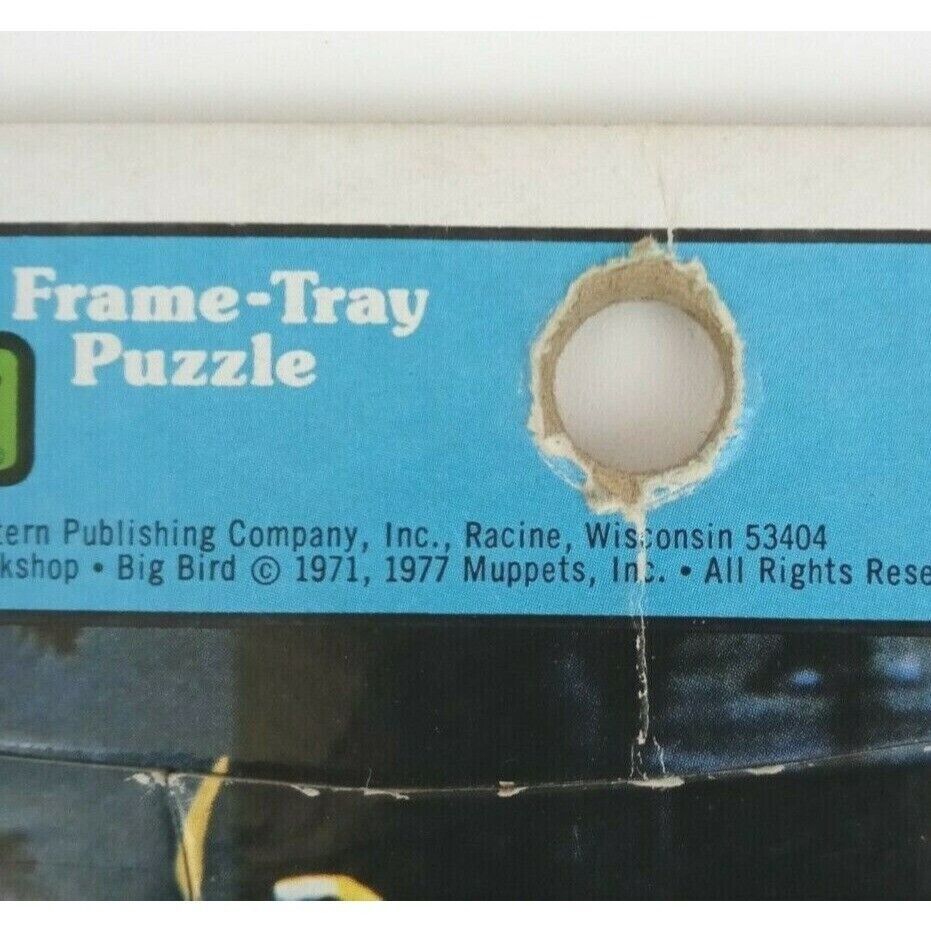 Frame-Tray
Puzzle
tern Publishing Company, Inc., Racine, Wisconsin 53404
kshop • Big Bird © 1971, 1977 Muppets, Inc. • All Rights Rese